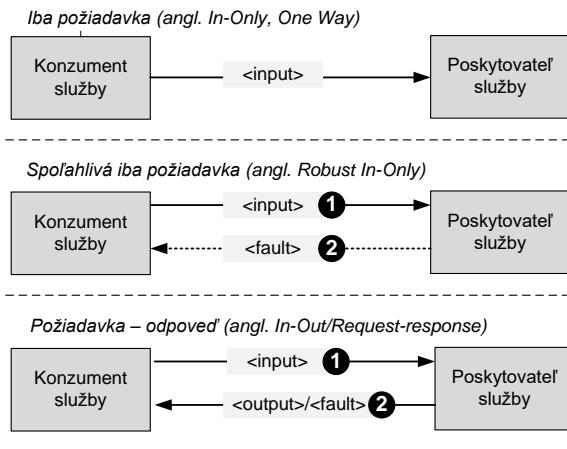 Iba požiadavka (angl. In-Only, One Way)
Konzument
služby
<input>
Poskytovateľ
služby
Spoľahlivá iba požiadavka (angl. Robust In-Only)
Konzument
služby
<input> 1
<fault> 2
Poskytovateľ
služby
Požiadavka – odpoveď (angl. In-Out/Request-response)
Konzument
služby
<input> 1
<output>/<fault> 2
Poskytovateľ
služby